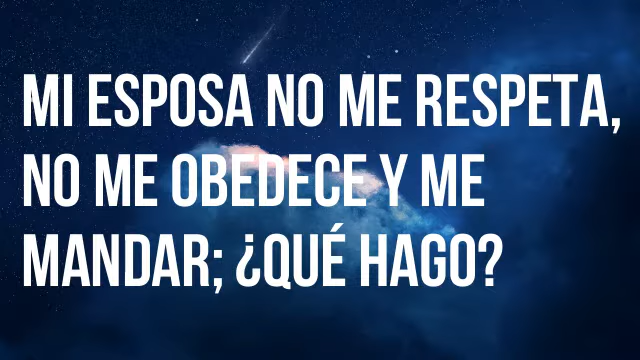 MI ESPOSA NO ME RESPETA,
NO ME OBEDECE Y ME
MANDAR; ¿QUÉ HAGO?